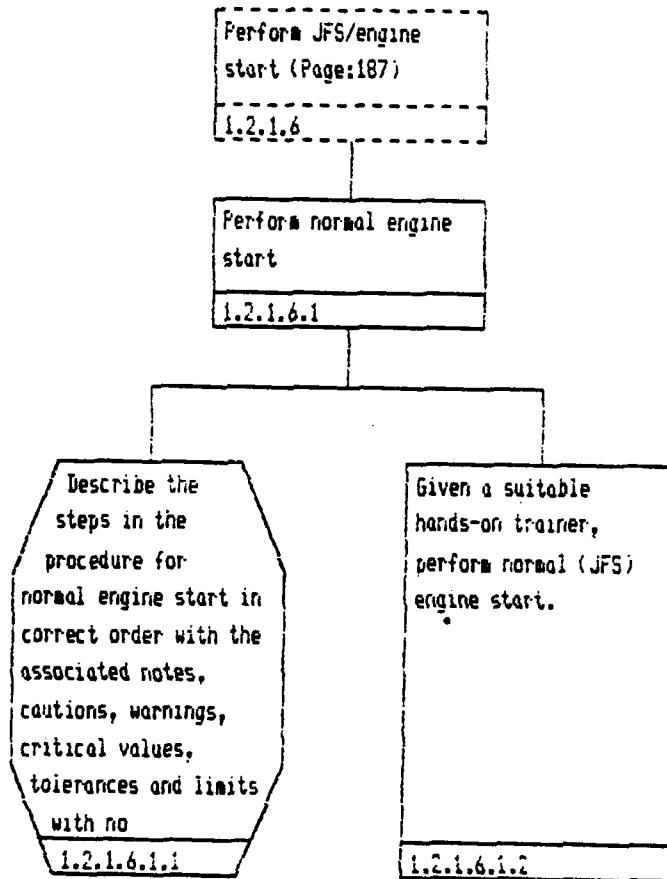 Perform JFS/engine
start (Page:187)
1.2.1.6
Perform normal engine
start
1.2.1.6.1
Describe the
steps in the
procedure for
normal engine start in
correct order with the
associated notes,
cautions, warnings,
critical values,
tolerances and limits
with no
1.2.1.6.1.1
Given a suitable
hands-on trainer,
perform normal (JFS)
engine start.
1.2.1.6.1.2